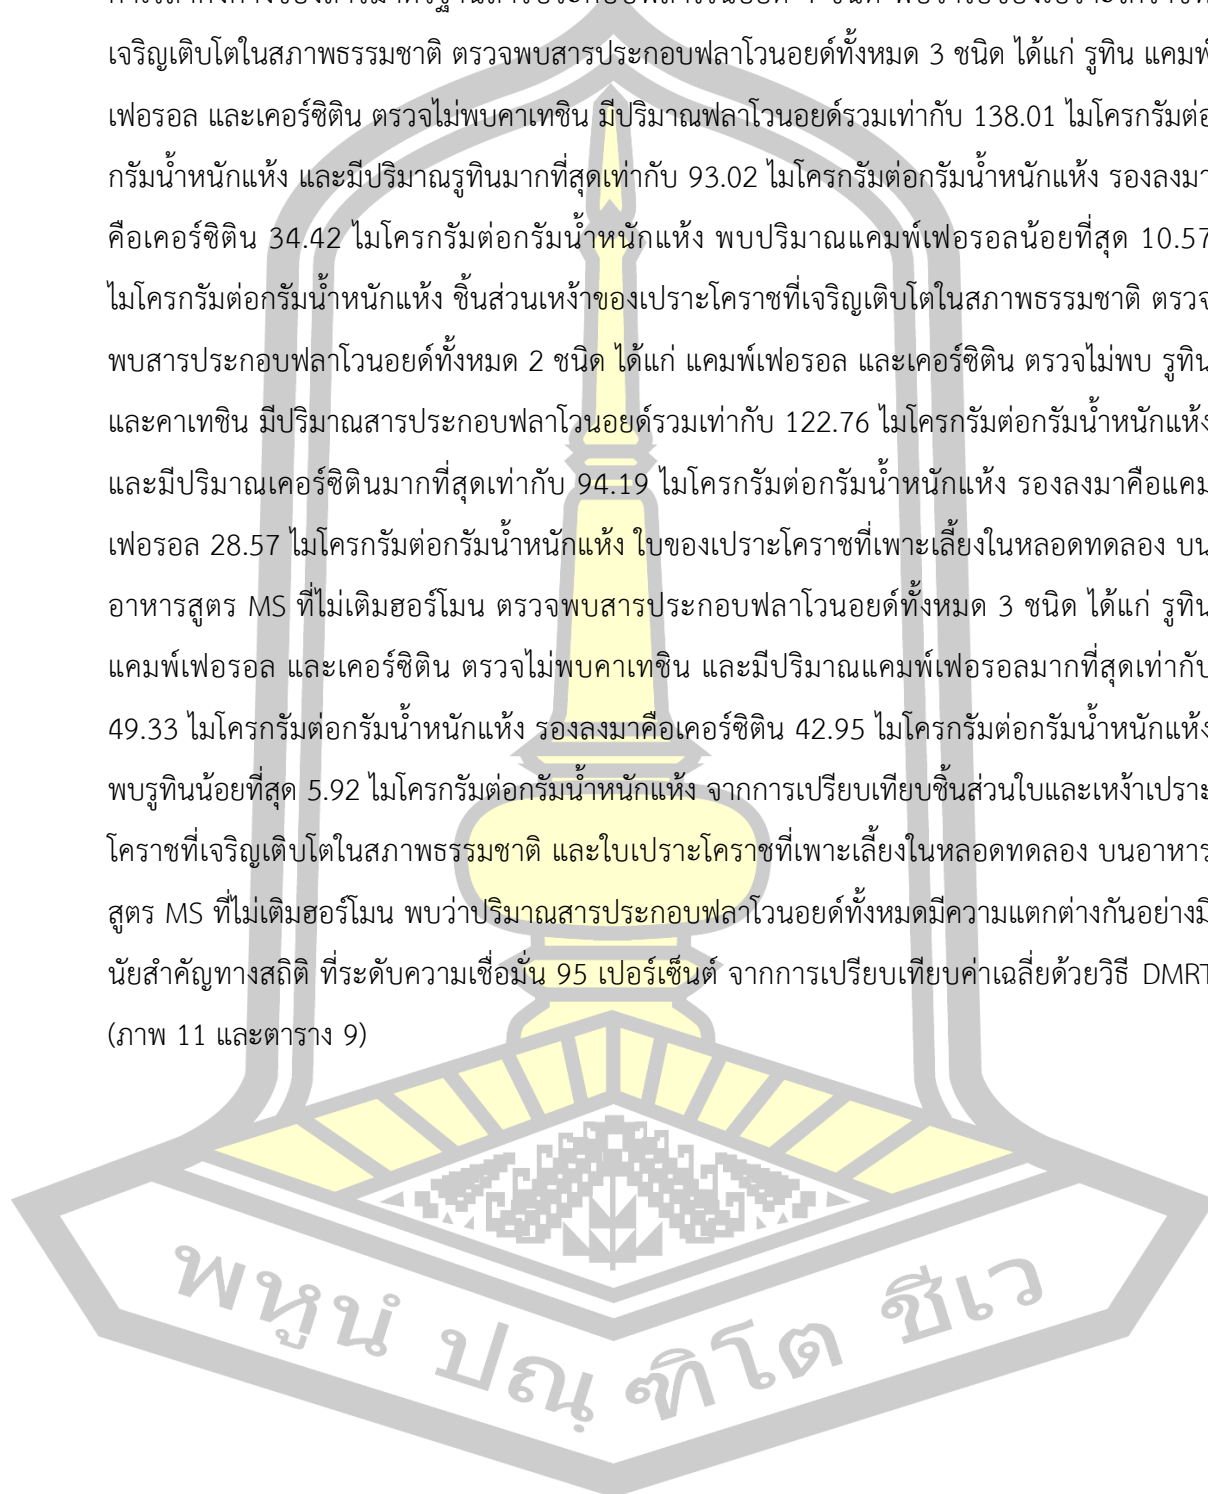 เจริญเติบโตในสภาพธรรมชาติ ตรวจพบสารประกอบฟลาโวนอยด์ทั้งหมด 3 ชนิด ได้แก่ รูทิน แคมพ์
เฟอรอล และเคอร์ซิติน ตรวจไม่พบคาเทชิน มีปริมาณฟลาโวนอยด์รวมเท่ากับ 138.01 ไมโครกรัมต่อ
กรัมน้ำหนักแห้ง และมีปริมาณรูทินมากที่สุดเท่ากับ 93.02 ไมโครกรัมต่อกรัมน้ำหนักแห้ง รองลงมา
คือเคอร์ซิติน 34.42 ไมโครกรัมต่อกรัมน้ำหนักแห้ง พบปริมาณแคมพ์เฟอรอลน้อยที่สุด 10.57
ไมโครกรัมต่อกรัมน้ำหนักแห้ง ชิ้นส่วนเหง้าของเปราะโคราชที่เจริญเติบโตในสภาพธรรมชาติ ตรวจ
พบสารประกอบฟลาโวนอยด์ทั้งหมด 2 ชนิด ได้แก่ แคมพ์เฟอรอล และเคอร์ซิติน ตรวจไม่พบ รูทิน
และคาเทชิน มีปริมาณสารประกอบฟลาโวนอยด์รวมเท่ากับ 122.76 ไมโครกรัมต่อกรัมน้ำหนักแห้ง
และมีปริมาณเคอร์ซิตินมากที่สุดเท่ากับ 94.19 ไมโครกรัมต่อกรัมน้ำหนักแห้ง รองลงมาคือแคม
เฟอรอล 28.57 ไมโครกรัมต่อกรัมน้ำหนักแห้ง ใบของเปราะโคราชที่เพาะเลี้ยงในหลอดทดลอง บน
อาหารสูตร MS ที่ไม่เติมฮอร์โมน ตรวจพบสารประกอบฟลาโวนอยด์ทั้งหมด 3 ชนิด ได้แก่ รูทิน
แคมพ์เฟอรอล และเคอร์ซิติน ตรวจไม่พบคาเทชิน และมีปริมาณแคมพ์เฟอรอลมากที่สุดเท่ากับ
49.33 ไมโครกรัมต่อกรัมน้ำหนักแห้ง รองลงมาคือเคอร์ซิติน 42.95 ไมโครกรัมต่อกรัมน้ำหนักแห้ง
พบรูทินน้อยที่สุด 5.92 ไมโครกรัมต่อกรัมน้ำหนักแห้ง จากการเปรียบเทียบชิ้นส่วนใบและเหง้าเปราะ
โคราชที่เจริญเติบโตในสภาพธรรมชาติ และใบเปราะโคราชที่เพาะเลี้ยงในหลอดทดลอง บนอาหาร
สูตร MS ที่ไม่เติมฮอร์โมน พบว่าปริมาณสารประกอบฟลาโวนอยด์ทั้งหมดมีความแตกต่างกันอย่างมี
นัยสำคัญทางสถิติ ที่ระดับความเชื่อมั่น 95 เปอร์เซ็นต์ จากการเปรียบเทียบค่าเฉลี่ยด้วยวิธี DMRT
(ภาพ 11 และตาราง 9)
พหูนํ ปณฺฑิโต ชีเว